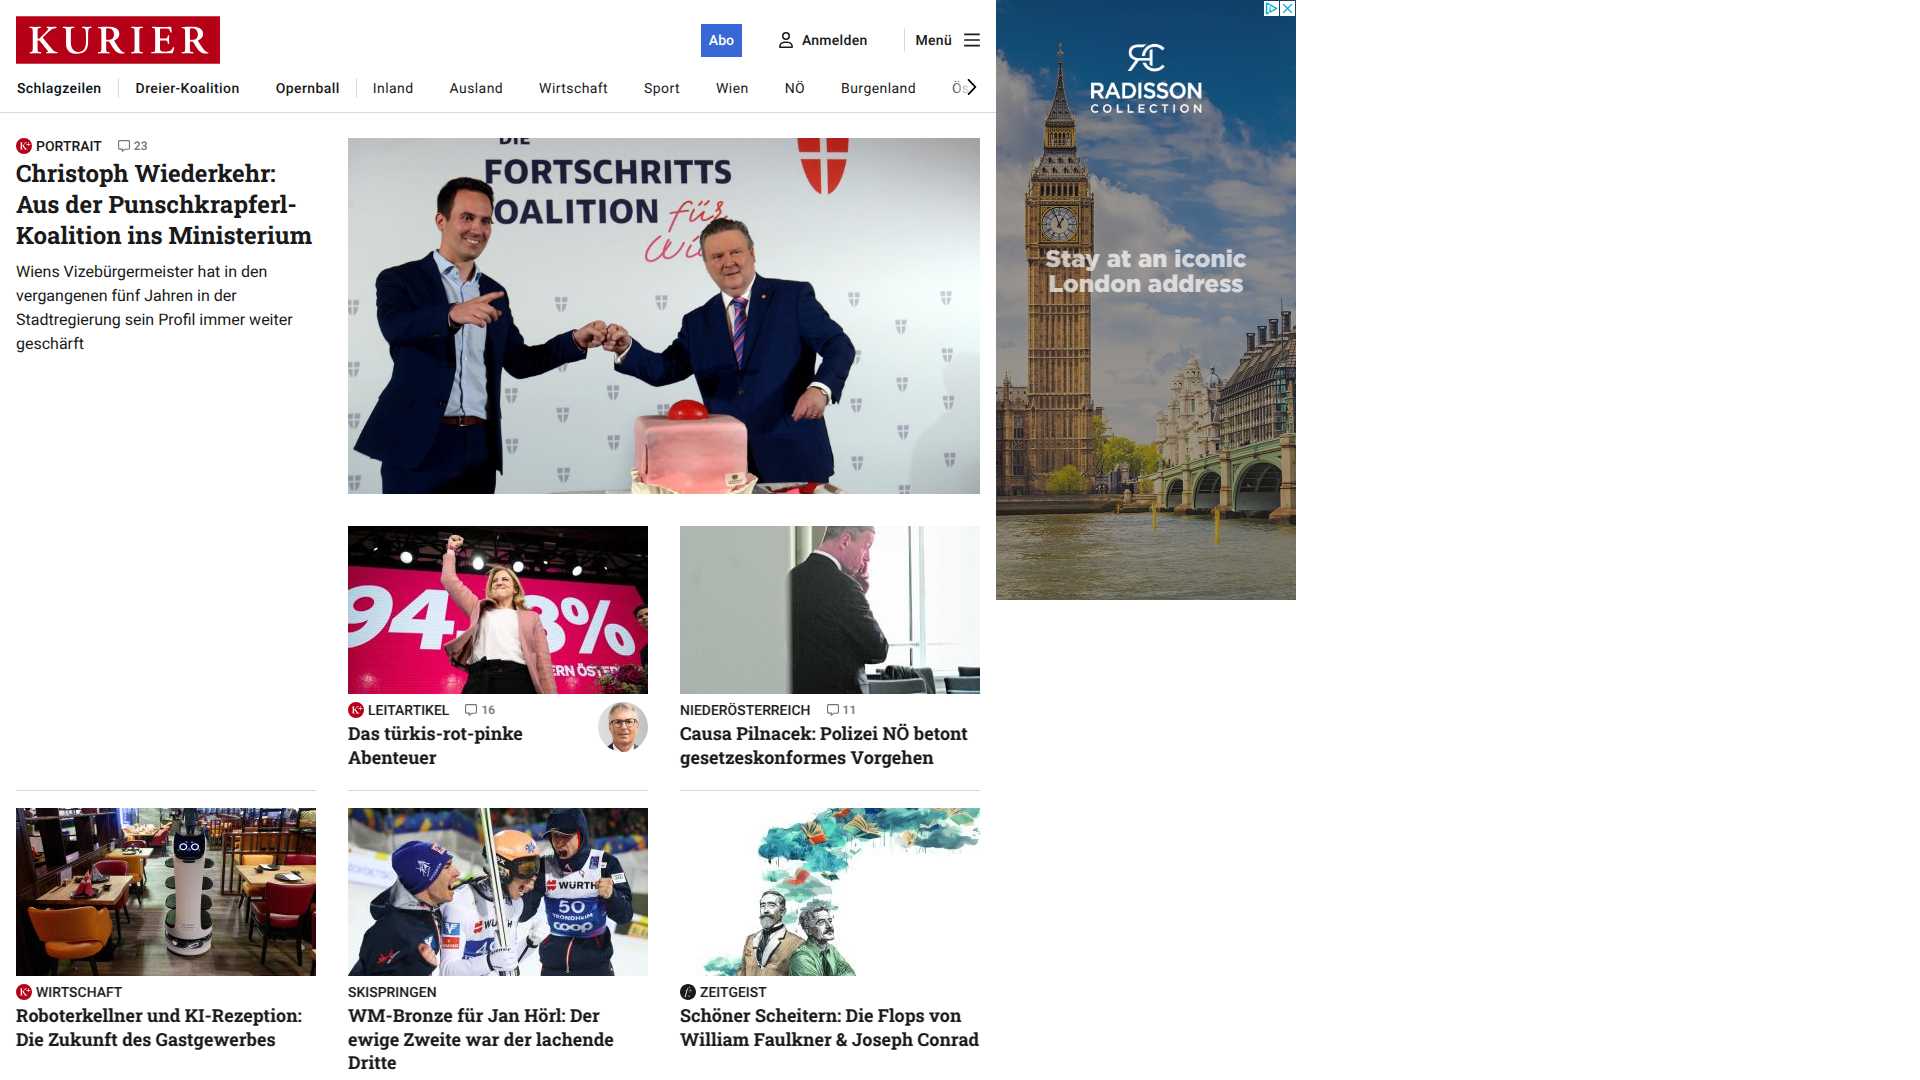 KURIER
Abo
Anmelden
Menü
Schlagzeilen
Dreier-Koalition
Opernball
Inland
Ausland
Wirtschaft
Sport
Wien
NÖ
Burgenland
PORTRAIT
23
Christoph Wiederkehr:
Aus der Punschkrapferl-
Koalition ins Ministerium
Wiens Vizebürgermeister hat in den
vergangenen fünf Jahren in der
Stadtregierung sein Profil immer weiter
geschärft
DIE
FORTSCHRITTS
OALITION für
RADISSON
COLLECTION
Stay at an iconic
London address
LEITARTIKEL
16
Das türkis-rot-pinke
Abenteuer
NIEDERÖSTERREICH
11
Causa Pilnacek: Polizei NÖ betont
gesetzeskonformes Vorgehen
WIRTSCHAFT
Roboterkellner und KI-Rezeption:
Die Zukunft des Gastgewerbes
WÜRTH
50
TRONDHEIM
coop
SKISPRINGEN
WM-Bronze für Jan Hörl: Der
ewige Zweite war der lachende
Dritte
ZEITGEIST
Schöner Scheitern: Die Flops von
William Faulkner & Joseph Conrad